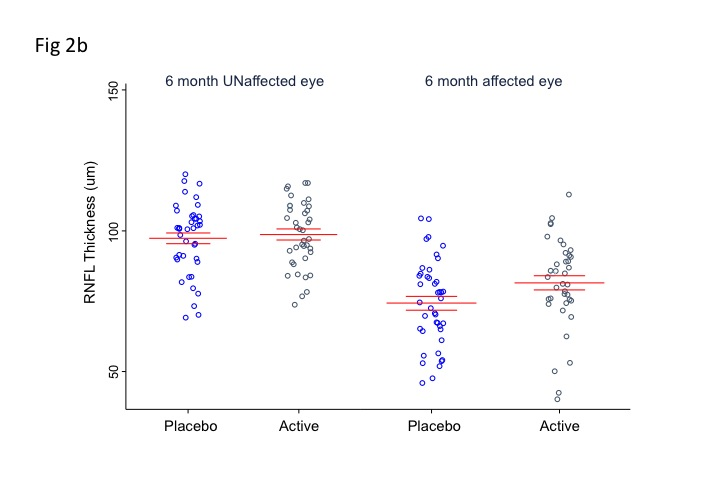 Fig 2b
6 month UNaffected eye 6 month affected eye
150
100
50
RNFL Thickness (um)
Placebo Active Placebo Active